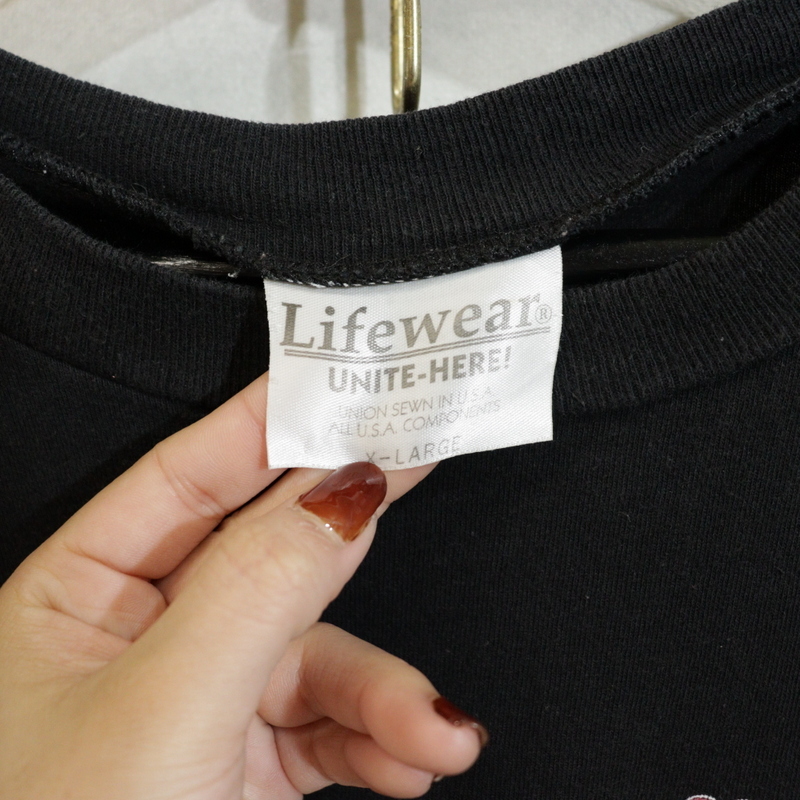 Lifewear®
UNITE-HERE!
UNION SEWN IN U.S.A.
ALL U.S.A. COMPONENTS
X-LARGE